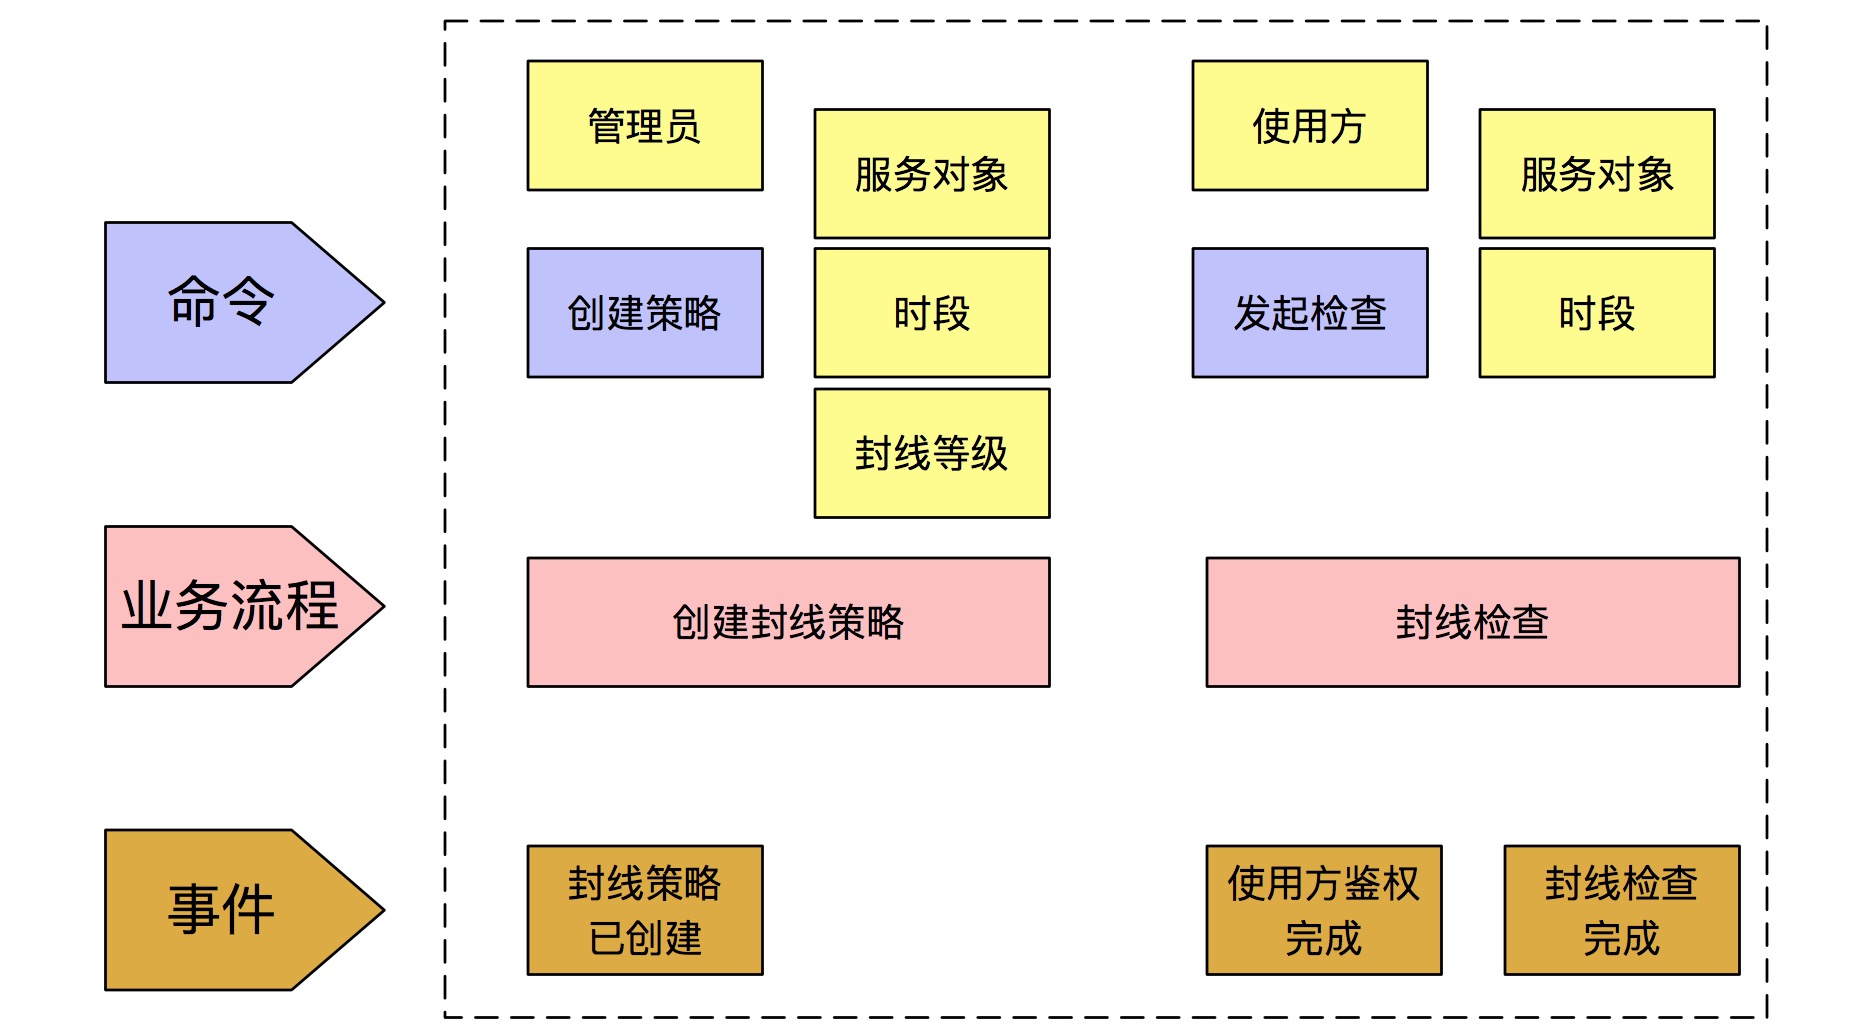 管理员
服务对象
使用方
服务对象
命令
创建策略
时段
发起检查
时段
封线等级
业务流程
创建封线策略
封线检查
事件
封线策略
已创建
使用方鉴权
完成
封线检查
完成